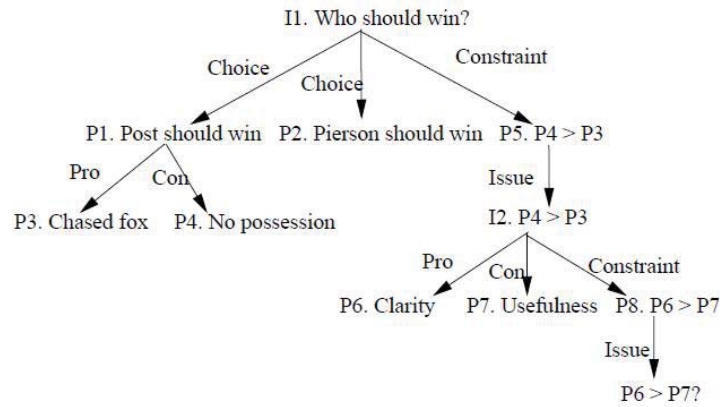 I1. Who should win?
Choice
Choice
Constraint
P1. Post should win
P2. Pierson should win
P5. P4 > P3
Pro
Con
Issue
P3. Chased fox
P4. No possession
I2. P4 > P3
Pro
Con
Constraint
P6. Clarity
P7. Usefulness
P8. P6 > P7
Issue
P6 > P7?